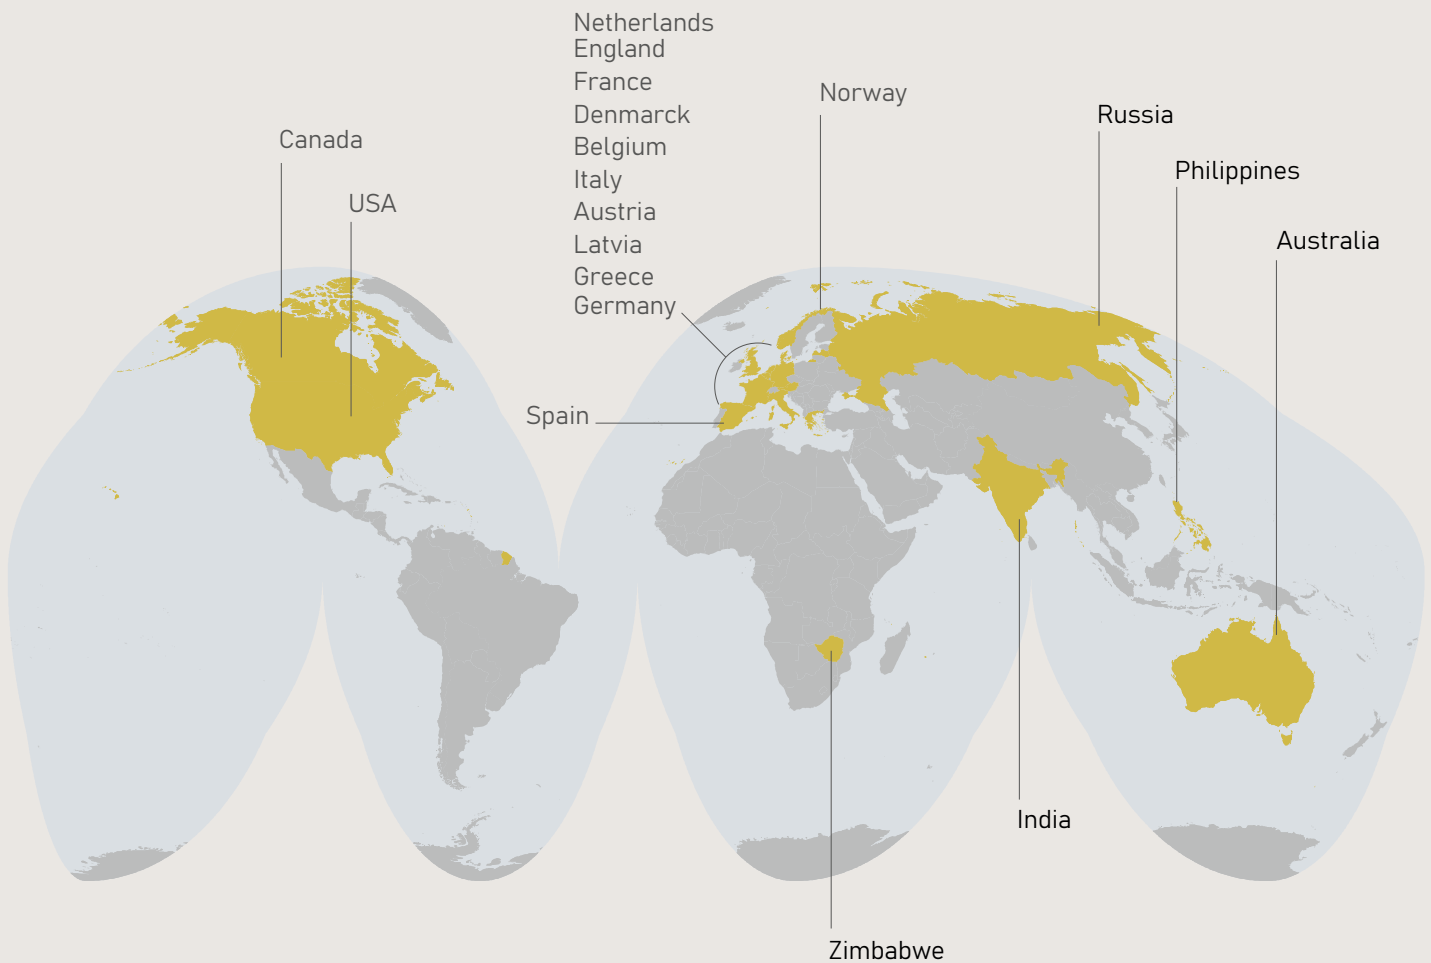 Netherlands
England
France
Denmarck
Belgium
Italy
Austria
Latvia
Greece
Germany
Norway
Russia
Canada
Philippines
USA
Australia
Spain
India
Zimbabwe